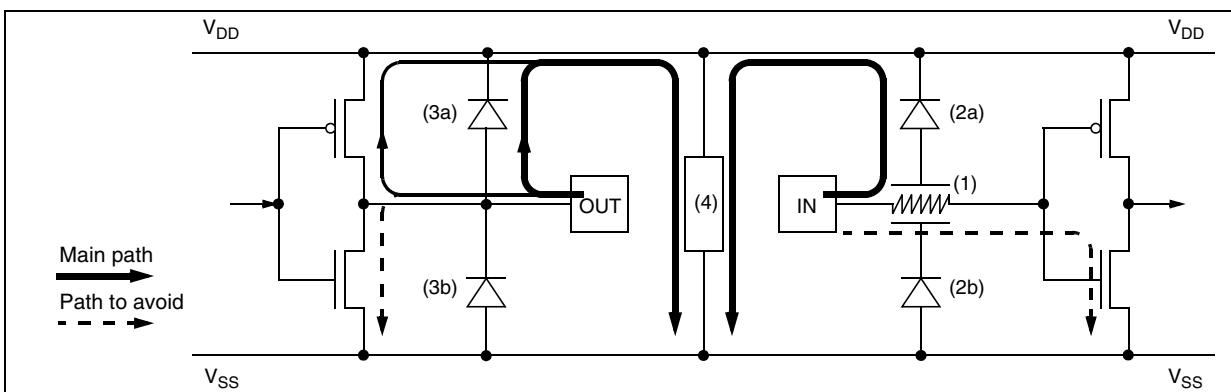 VDD
VDD
(3a)
(2a)
(1)
OUT
(4)
IN
Main path
(3b)
(2b)
Path to avoid
VSS
VSS